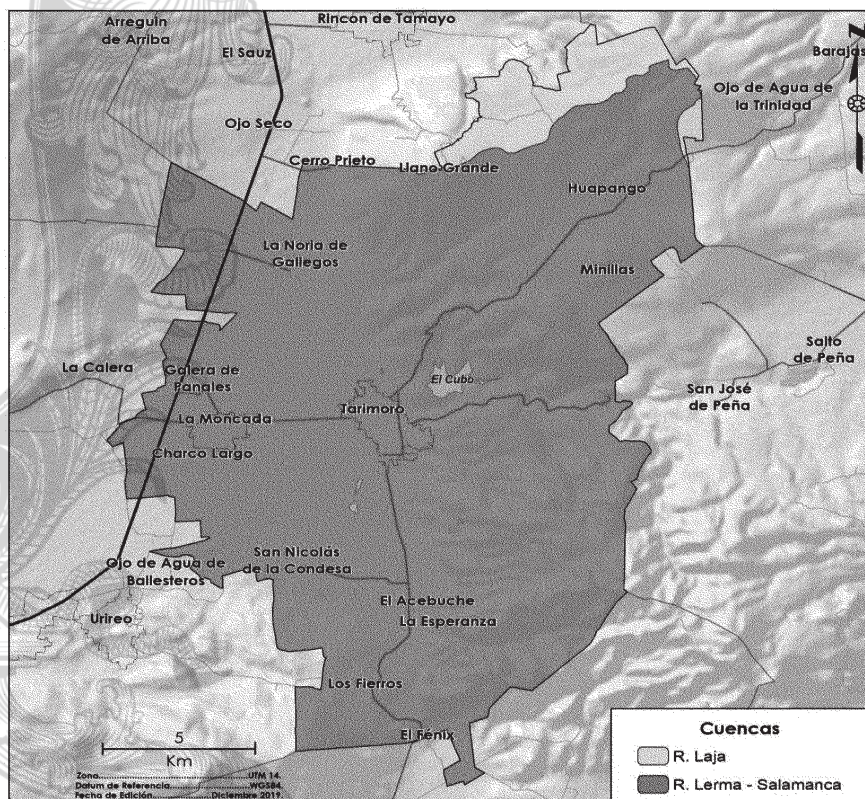 Arreguín
de Arriba
Rincón de Tamayo
El Sauz
Barajas
Ojo de Agua de
la Trinidad
Ojo Seco
Cerro Prieto
Llano Grande
Huapango
La Noria de
Gallegos
Minillas
La Calera
Galera de
Panales
El Cubo
Salto
de Peña
San José
de Peña
Tarimoro
La Moncada
Charco Largo
Ojo de Agua de
Ballesteros
San Nicolás
de la Condesa
El Acebuche
La Esperanza
Urireo
Los Fierros
El Fénix
5
Km
Zona UTM 14.
Datum de Referencia WGS84.
Fecha de Edición Diciembre 2019.
Cuencas
R. Laja
R. Lerma - Salamanca